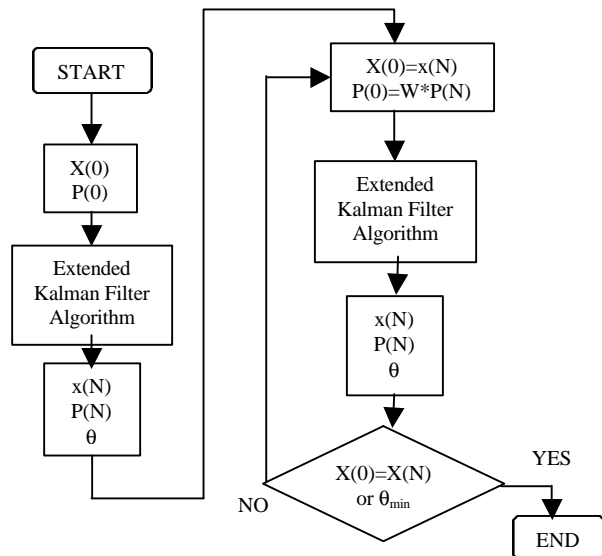 START
X(0)
P(0)
Extended
Kalman Filter
Algorithm
x(N)
P(N)
θ
X(0)=x(N)
P(0)=W*P(N)
Extended
Kalman Filter
Algorithm
x(N)
P(N)
θ
X(0)=X(N)
or θmin
NO
YES
END